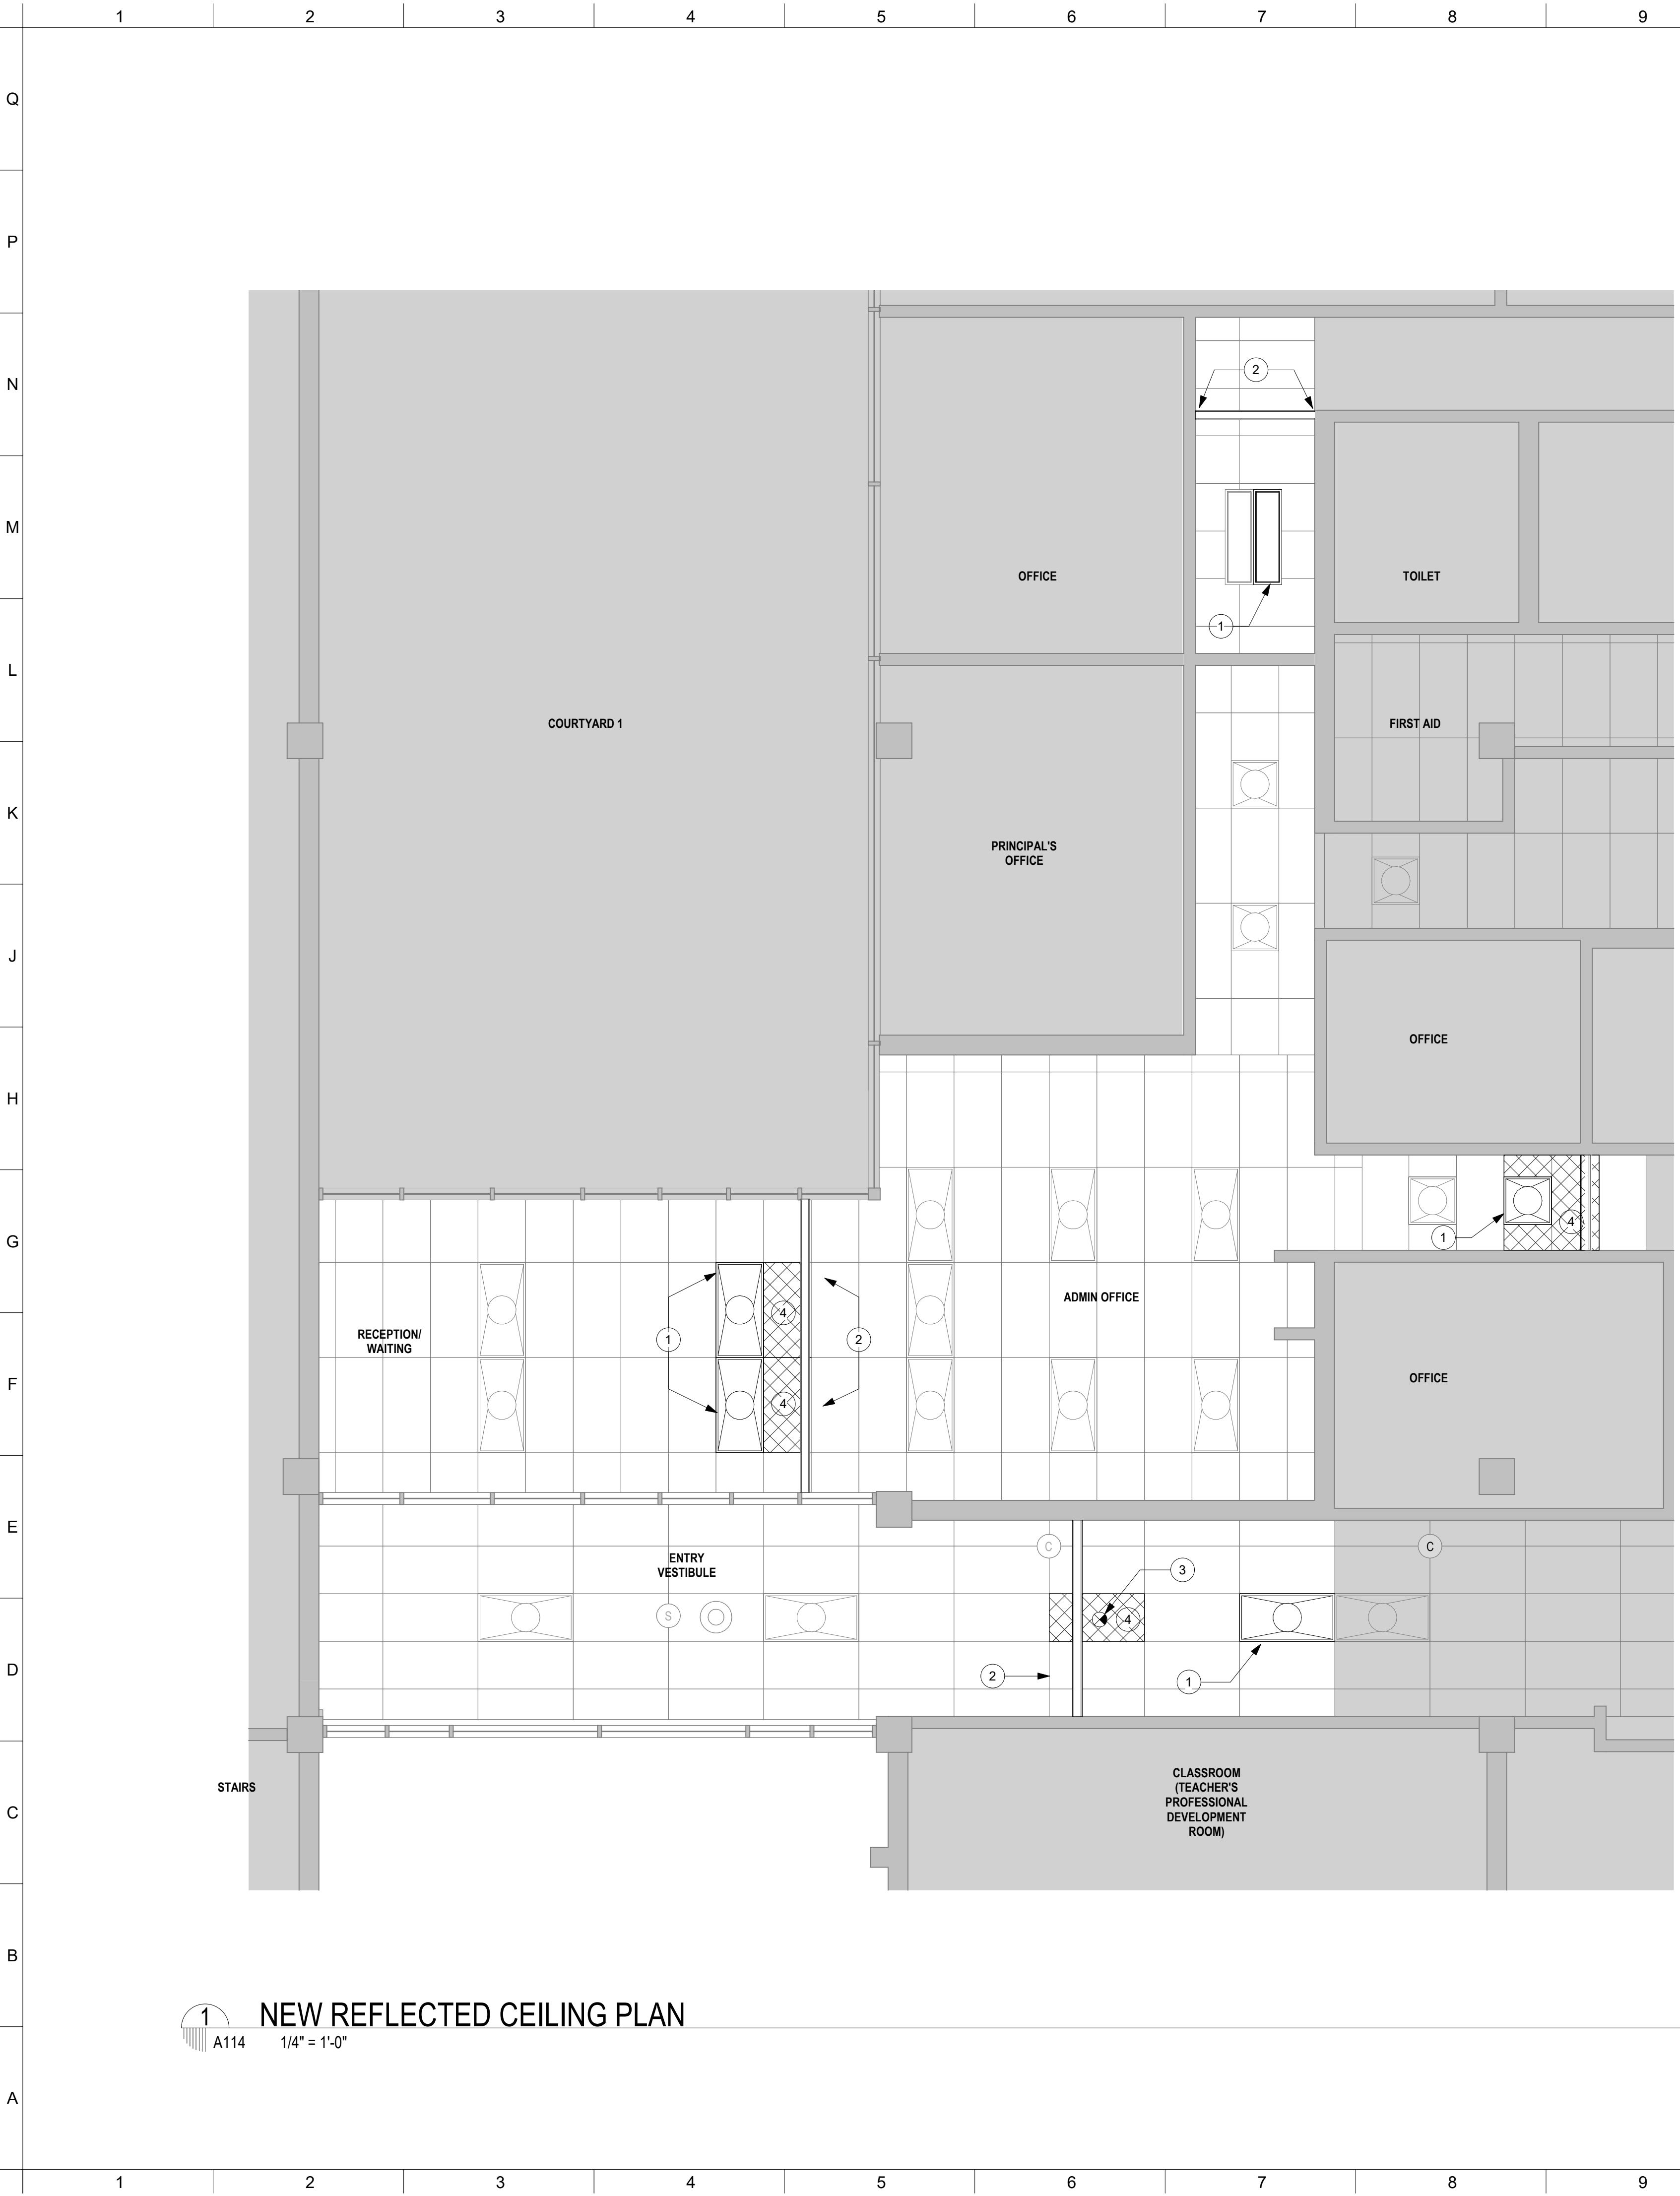 1 2 3 4 5 6 7 8 9
Q
P
N
2
M
OFFICE
TOILET
1
L
COURTYARD 1
FIRST AID
K
PRINCIPAL'S
OFFICE
J
OFFICE
H
G
4
1
ADMIN OFFICE
4
RECEPTION/
WAITING
1
2
F
OFFICE
4
E
C
C
ENTRY
VESTIBULE
3
S
4
D
2
1
CLASSROOM
(TEACHER'S
PROFESSIONAL
DEVELOPMENT
ROOM)
STAIRS
C
B
1 NEW REFLECTED CEILING PLAN
A114 1/4" = 1'-0"
A
1 2 3 4 5 6 7 8 9